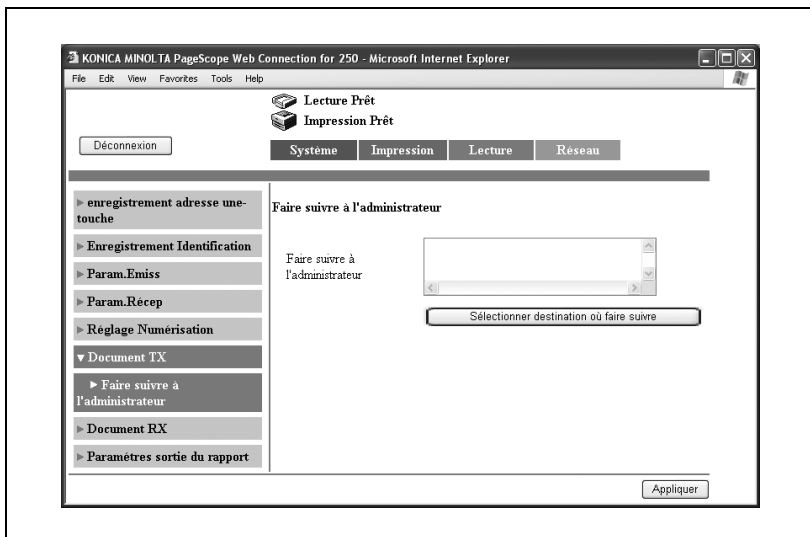 KONICA MINOLTA PageScope Web Connection for 250 - Microsoft Internet Explorer
File Edit View Favorites Tools Help
Lecture Prêt
Impression Prêt
Déconnexion
Système Impression Lecture Réseau
enregistrement adresse une-
touche
Enregistrement Identification
Param.Emiss
Param.Récep
Réglage Numérisation
Document TX
Faire suivre à
l'administrateur
Document RX
Paramètres sortie du rapport
Faire suivre à l'administrateur
Faire suivre à
l'administrateur
Sélectionner destination où faire suivre
Appliquer